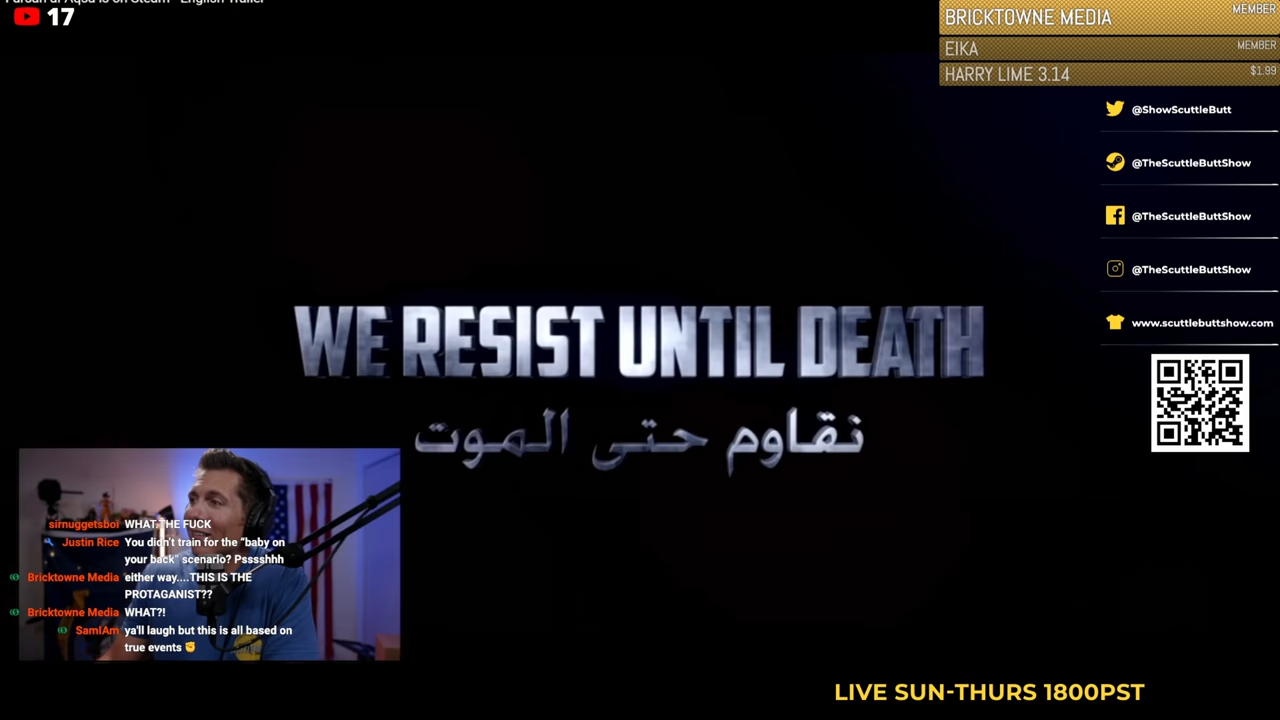 Fursan al-Aqsa is on Steam - English Trailer
17
BRICKTOWNE MEDIA MEMBER
EIKA MEMBER
HARRY LIME 3.14 $1.99
@ShowScuttleButt
@TheScuttleButtShow
@TheScuttleButtShow
@TheScuttleButtShow
www.scuttlebuttshow.com
WE RESIST UNTIL DEATH
نقاوم حتى الموت
sirnuggetsboi WHAT THE FUCK
Justin Rice You didn't train for the "baby on
your back" scenario? Psssshhh
Bricktowne Media either way....THIS IS THE
PROTAGANIST??
Bricktowne Media WHAT?!
SamIAm ya'll laugh but this is all based on
true events ✊
LIVE SUN-THURS 1800PST